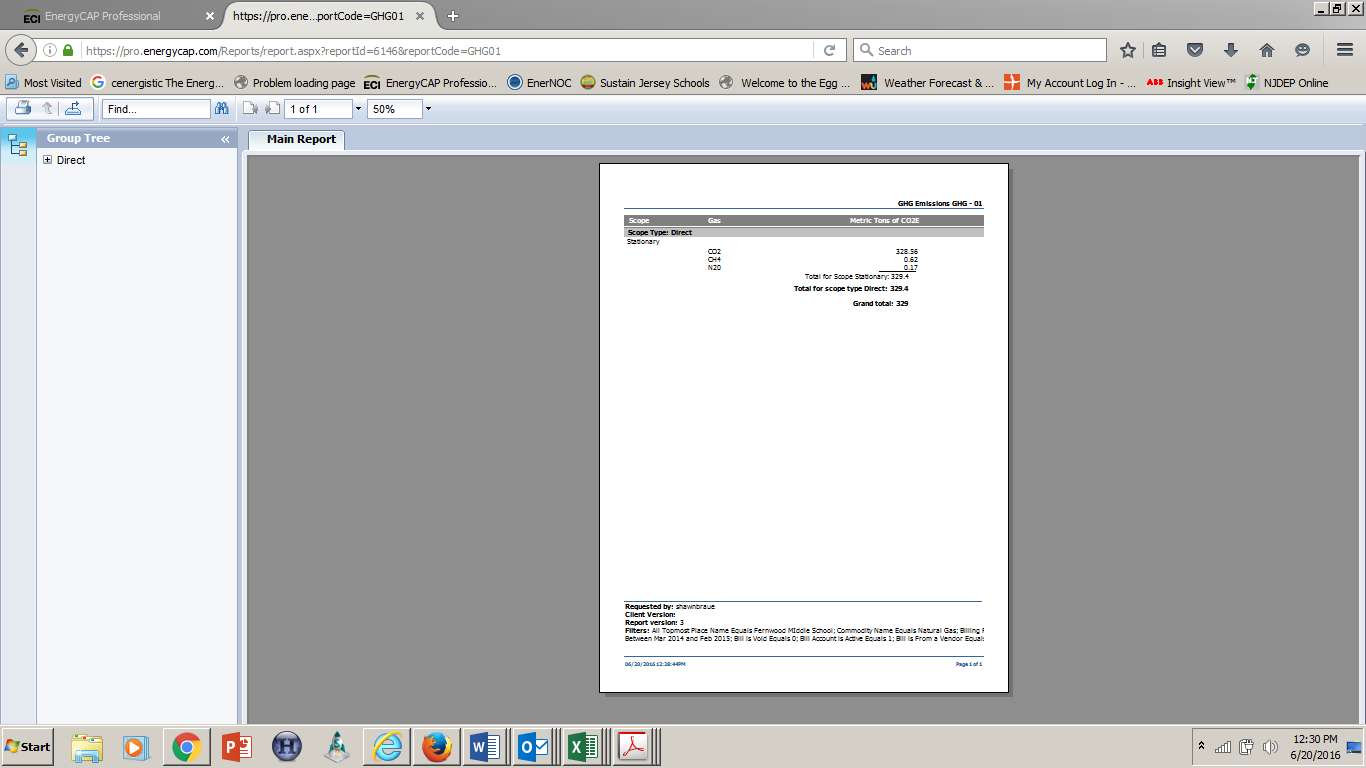 EnergyCAP Professional
https://pro.ene...portCode=GHG01
https://pro.energycap.com/Reports/report.aspx?reportId=6146&reportCode=GHG01
Search
Most Visited
cenergistic The Energ...
Problem loading page
EnergyCAP Professio...
EnerNOC
Sustain Jersey Schools
Welcome to the Egg ...
Weather Forecast & ...
My Account Log In - ...
ABB Insight View™
NJDEP Online
Find...
1 of 1
50%
Group Tree
Direct
Main Report
GHG Emissions GHG - 01
Scope Gas Metric Tons of CO2E
Scope Type: Direct
Stationary
CO2 328.56
CH4 0.62
N20 0.17
Total for Scope Stationary: 329.4
Total for scope type Direct: 329.4
Grand total: 329
Requested by: shawnbraue
Client Version:
Report version: 3
Filters: All Topmost Place Name Equals Fernwood Middle School; Commodity Name Equals Natural Gas; Billing
Between Mar 2014 and Feb 2015; Bill is Void Equals 0; Bill Account is Active Equals 1; Bill is From a Vendor Equals
06/20/2016 12:28:44PM
Page 1 of 1
Start
12:30 PM
6/20/2016